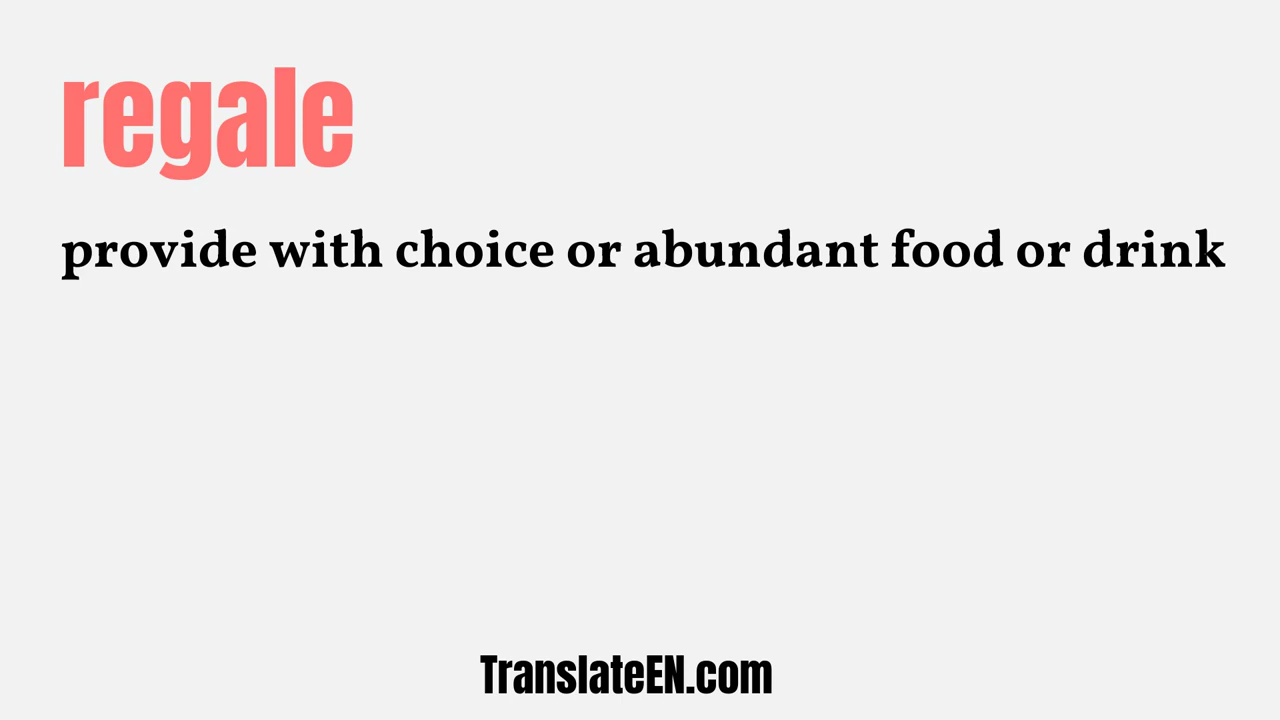 regale
provide with choice or abundant food or drink
TranslateEN.com